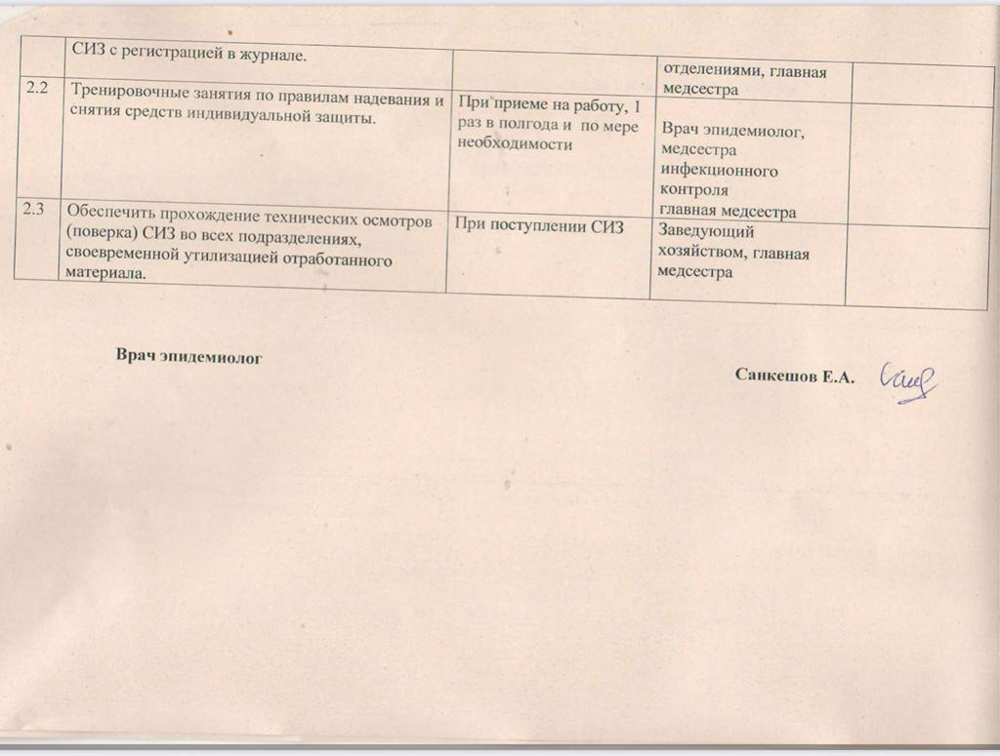 СИЗ с регистрацией в журнале.
отделениями, главная
медсестра
2.2
Тренировочные занятия по правилам надевания и
снятия средств индивидуальной защиты.
При приеме на работу, 1
раз в полгода и по мере
необходимости
Врач эпидемиолог,
медсестра
инфекционного
контроля
главная медсестра
2.3
Обеспечить прохождение технических осмотров
(поверка) СИЗ во всех подразделениях,
своевременной утилизацией отработанного
материала.
При поступлении СИЗ
Заведующий
хозяйством, главная
медсестра
Врач эпидемиолог
Санкешов Е.А.